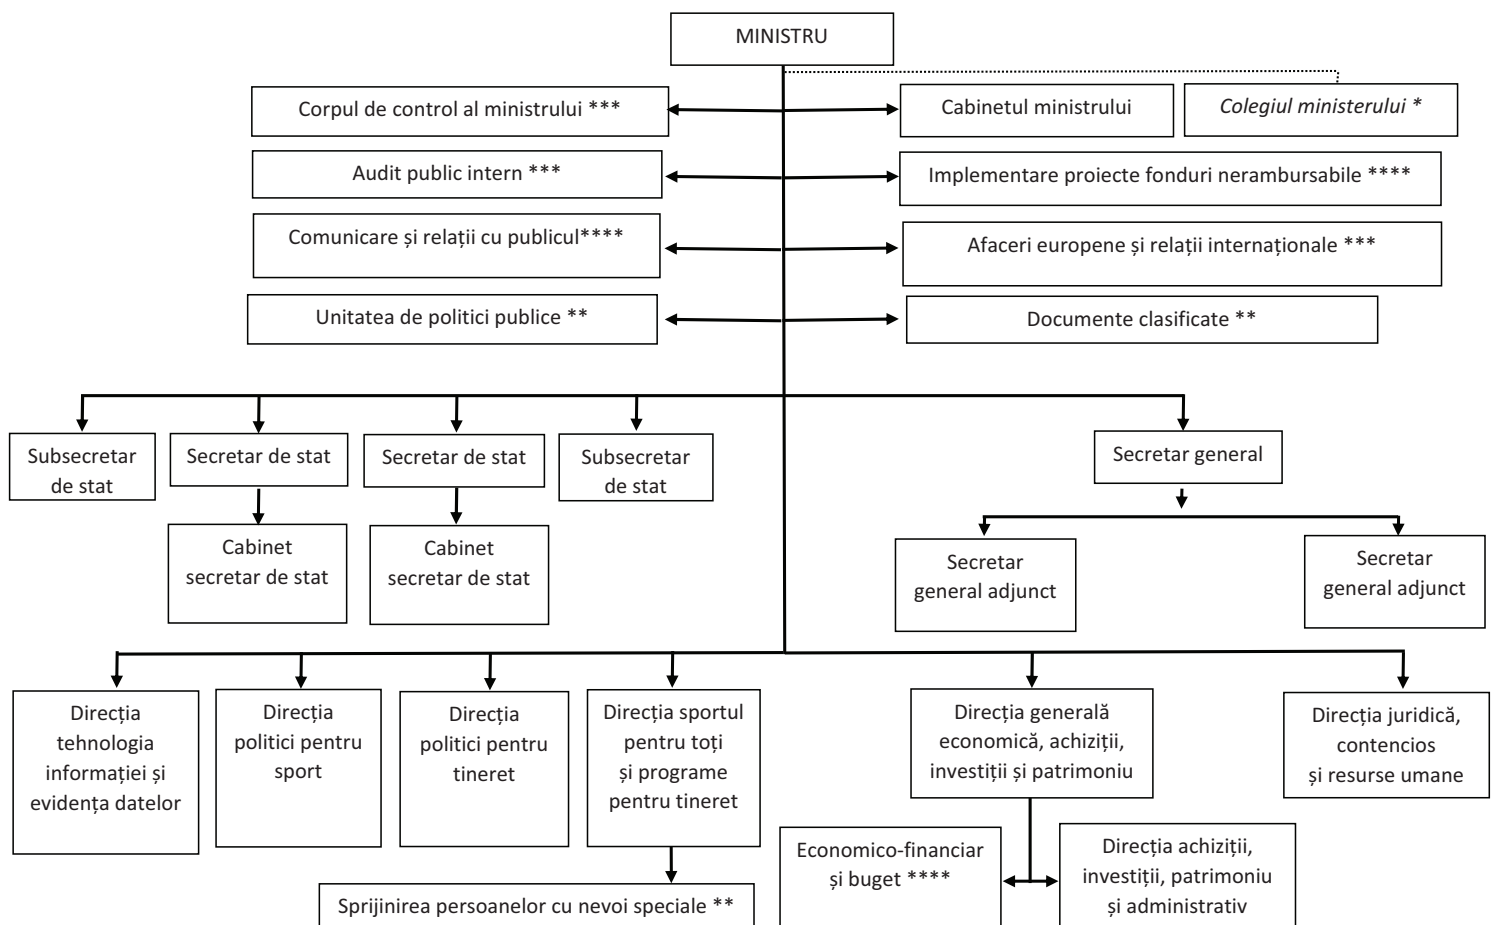 MINISTRU
Corpul de control al ministrului ***
Cabinetul ministrului
Colegiul ministerului *
Audit public intern ***
Implementare proiecte fonduri nerambursabile ****
Comunicare și relații cu publicul****
Afaceri europene și relații internaționale ***
Unitatea de politici publice **
Documente clasificate **
Subsecretar
de stat
Secretar de stat
Secretar de stat
Subsecretar
de stat
Secretar general
Cabinet
secretar de stat
Cabinet
secretar de stat
Secretar
general adjunct
Secretar
general adjunct
Direcția
tehnologia
informației și
evidența datelor
Direcția
politici pentru
sport
Direcția
politici pentru
tineret
Direcția sportul
pentru toți
și programe
pentru tineret
Direcția generală
economică, achiziții,
investiții și patrimoniu
Direcția juridică,
contencios
și resurse umane
Sprijinirea persoanelor cu nevoi speciale **
Economico-financiar
și buget ****
Direcția achiziții,
investiții, patrimoniu
și administrativ